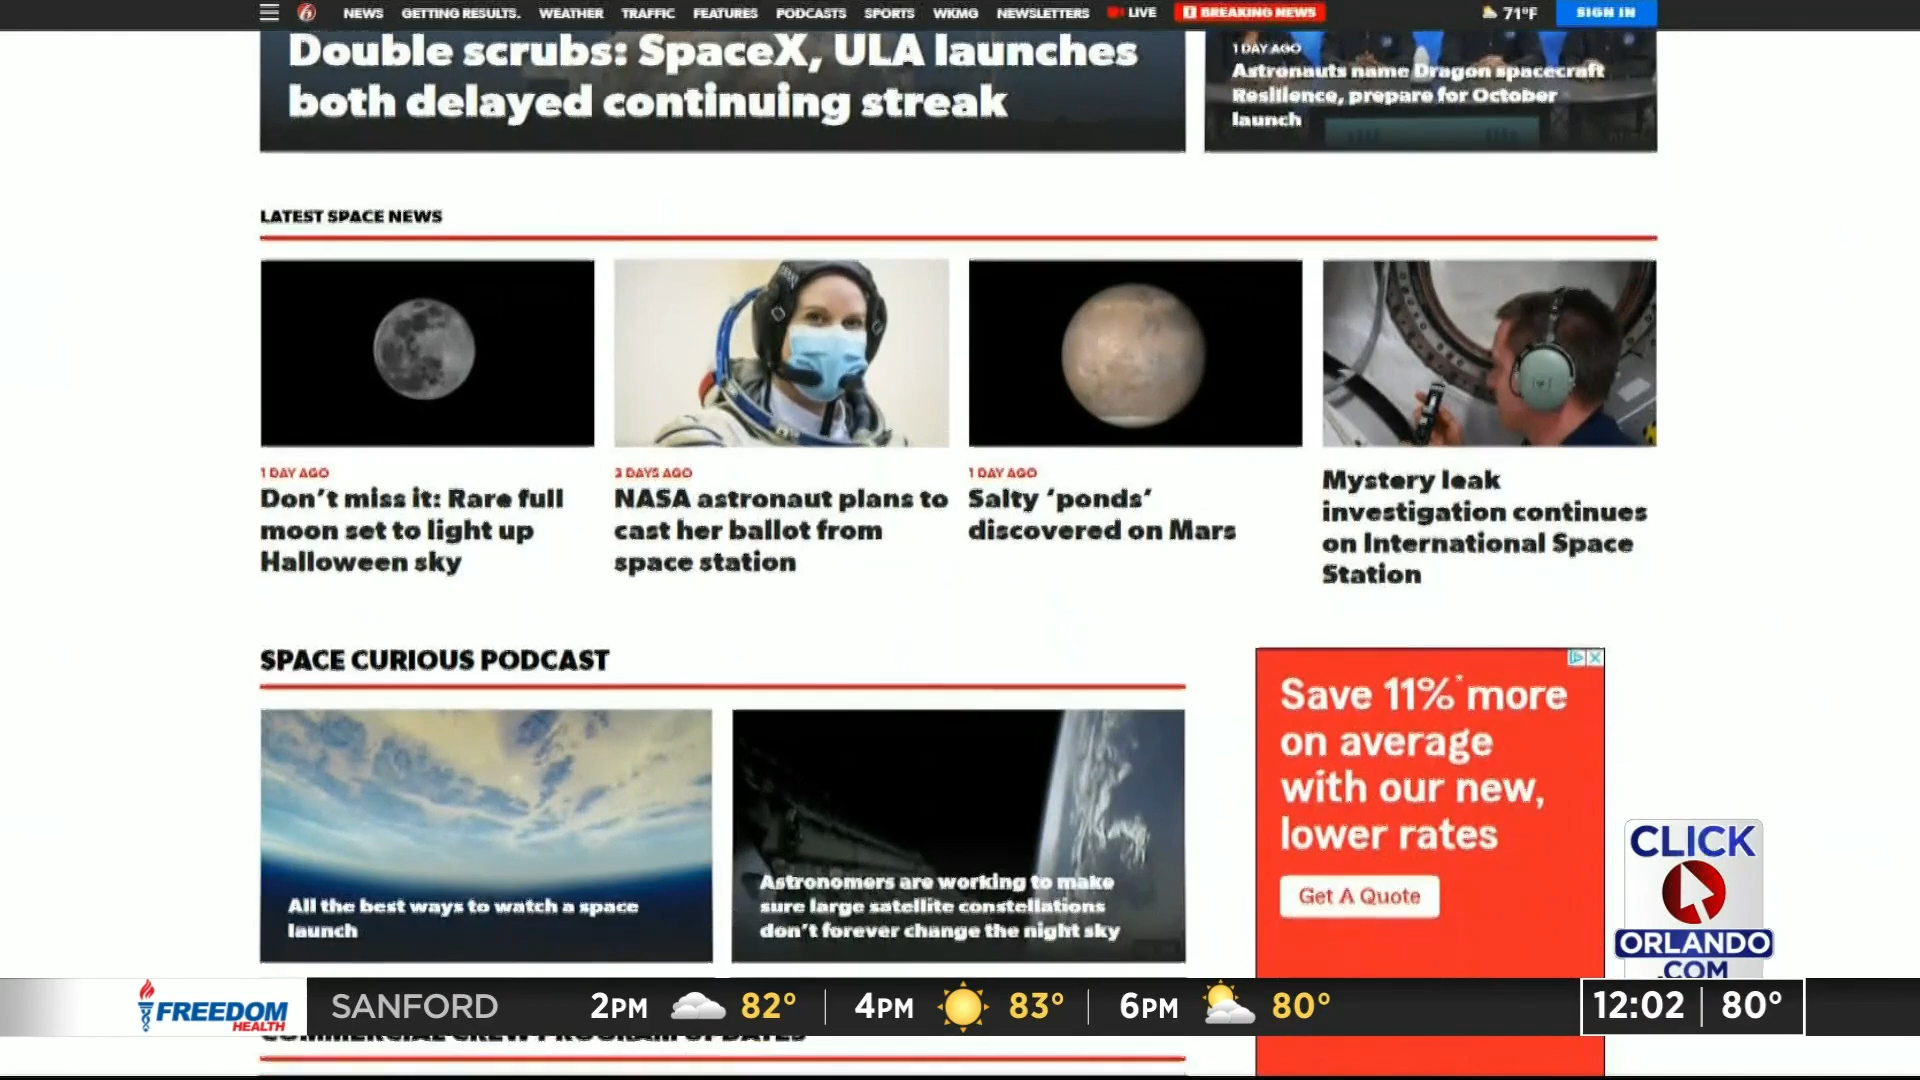 NEWS GETTING RESULTS. WEATHER TRAFFIC FEATURES PODCASTS SPORTS WKMG NEWSLETTERS LIVE BREAKING NEWS 71°F SIGN IN
Double scrubs: SpaceX, ULA launches
both delayed continuing streak
1 DAY AGO
Astronauts name Dragon spacecraft
Resilience, prepare for October
launch
LATEST SPACE NEWS
1 DAY AGO
Don't miss it: Rare full
moon set to light up
Halloween sky
3 DAYS AGO
NASA astronaut plans to
cast her ballot from
space station
1 DAY AGO
Salty ‘ponds’
discovered on Mars
Mystery leak
investigation continues
on International Space
Station
SPACE CURIOUS PODCAST
All the best ways to watch a space
launch
Astronomers are working to make
sure large satellite constellations
don't forever change the night sky
Save 11%* more
on average
with our new,
lower rates
Get A Quote
CLICK
ORLANDO
.COM
FREEDOM
HEALTH
SANFORD 2PM 82° 4PM 83° 6PM 80°
12:02 80°
COMMERCIAL CREW PROGRAM UPDATES